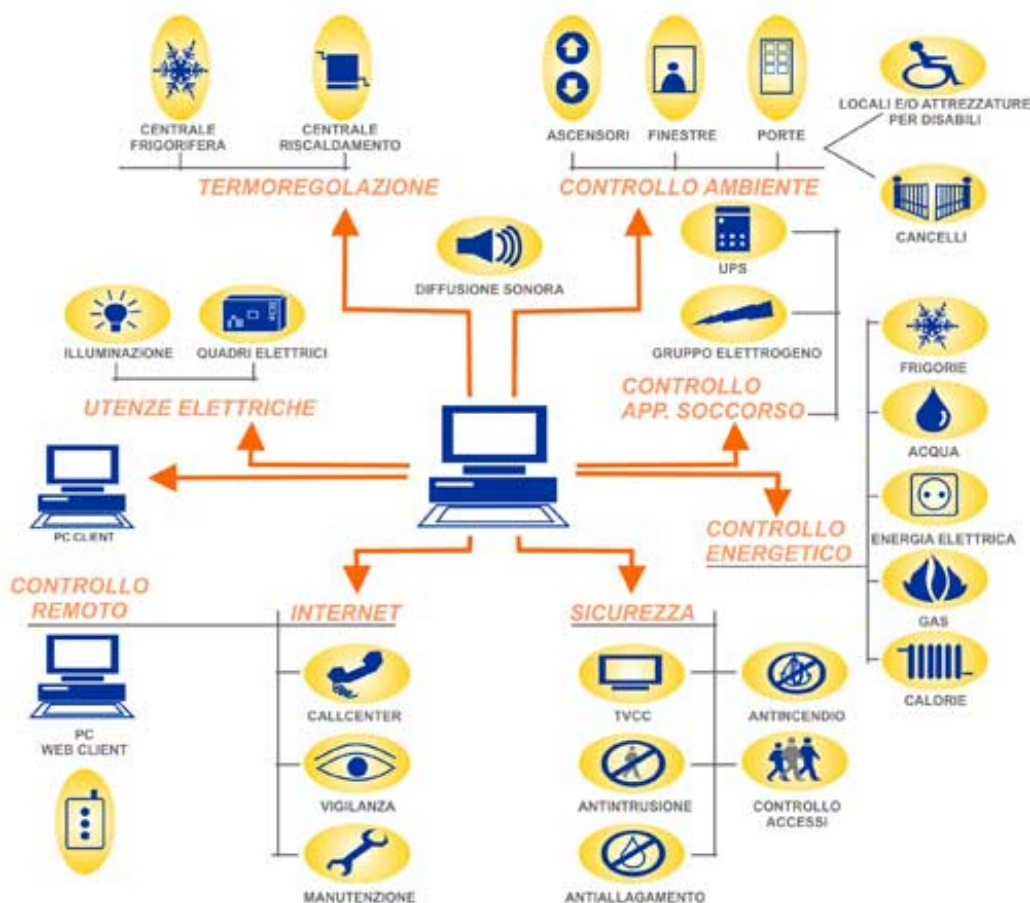 CENTRALE
FRIGORIFERA
CENTRALE
RISCALDAMENTO
TERMOREGOLAZIONE
ASCENSORI
FINESTRE
PORTE
CONTROLLO AMBIENTE
LOCALI E/O ATTREZZATURE
PER DISABILI
CANCELLI
DIFFUSIONE SONORA
UPS
GRUPPO ELETTROGENO
CONTROLLO
APP. SOCCORSO
ILLUMINAZIONE
QUADRI ELETTRICI
UTENZE ELETTRICHE
PC CLIENT
FRIGORIE
ACQUA
ENERGIA ELETTRICA
GAS
CALORIE
CONTROLLO
ENERGETICO
CONTROLLO
REMOTO
PC
WEB CLIENT
INTERNET
CALLCENTER
VIGILANZA
MANUTENZIONE
SICUREZZA
TVCC
ANTINCENDIO
ANTINTRUSIONE
CONTROLLO
ACCESSI
ANTIALLAGAMENTO